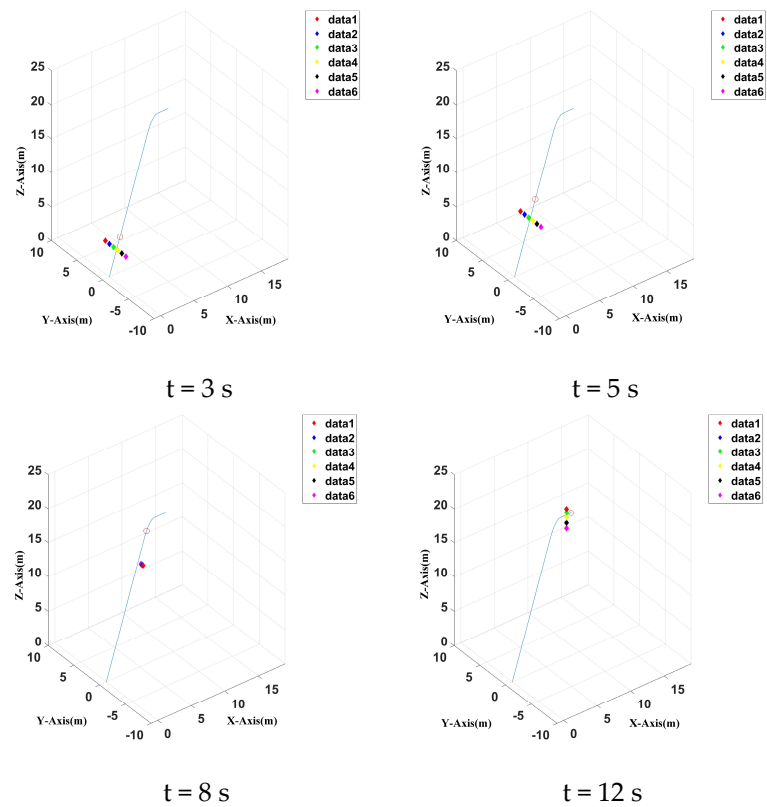 data1
data2
data3
data4
data5
data6
25
20
15
10
5
0
Z-Axis(m)
10
5
0
-5
-10
Y-Axis(m)
0
5
10
15
X-Axis(m)
t = 3 s
data1
data2
data3
data4
data5
data6
25
20
15
10
5
0
Z-Axis(m)
10
5
0
-5
-10
Y-Axis(m)
0
5
10
15
X-Axis(m)
t = 5 s
data1
data2
data3
data4
data5
data6
25
20
15
10
5
0
Z-Axis(m)
10
5
0
-5
-10
Y-Axis(m)
0
5
10
15
X-Axis(m)
t = 8 s
data1
data2
data3
data4
data5
data6
25
20
15
10
5
0
Z-Axis(m)
10
5
0
-5
-10
Y-Axis(m)
0
5
10
15
X-Axis(m)
t = 12 s